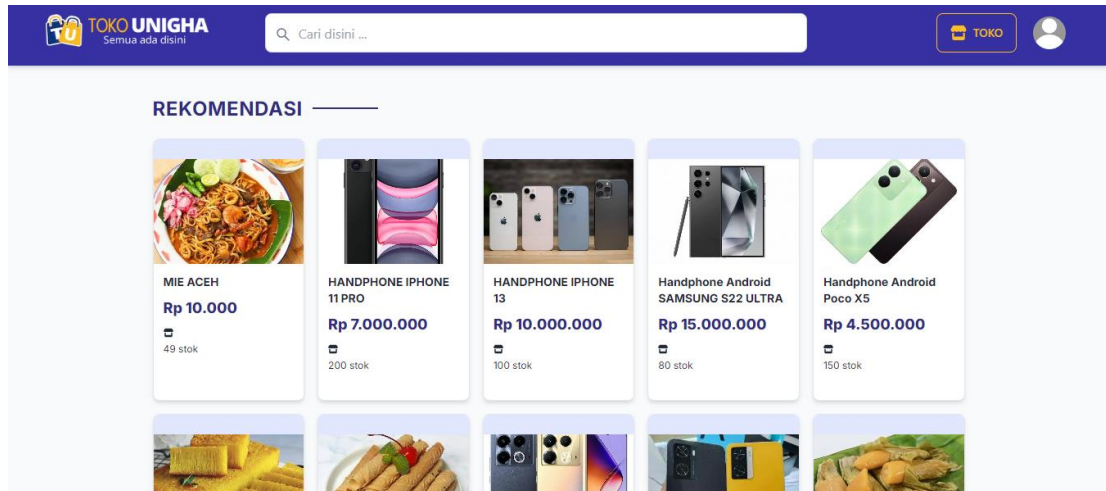 TOKO UNIGHA
Semua ada disini
Cari disini ...
TOKO
REKOMENDASI
MIE ACEH
Rp 10.000
49 stok
HANDPHONE IPHONE
11 PRO
Rp 7.000.000
200 stok
HANDPHONE IPHONE
13
Rp 10.000.000
100 stok
Handphone Android
SAMSUNG S22 ULTRA
Rp 15.000.000
80 stok
Handphone Android
Poco X5
Rp 4.500.000
150 stok